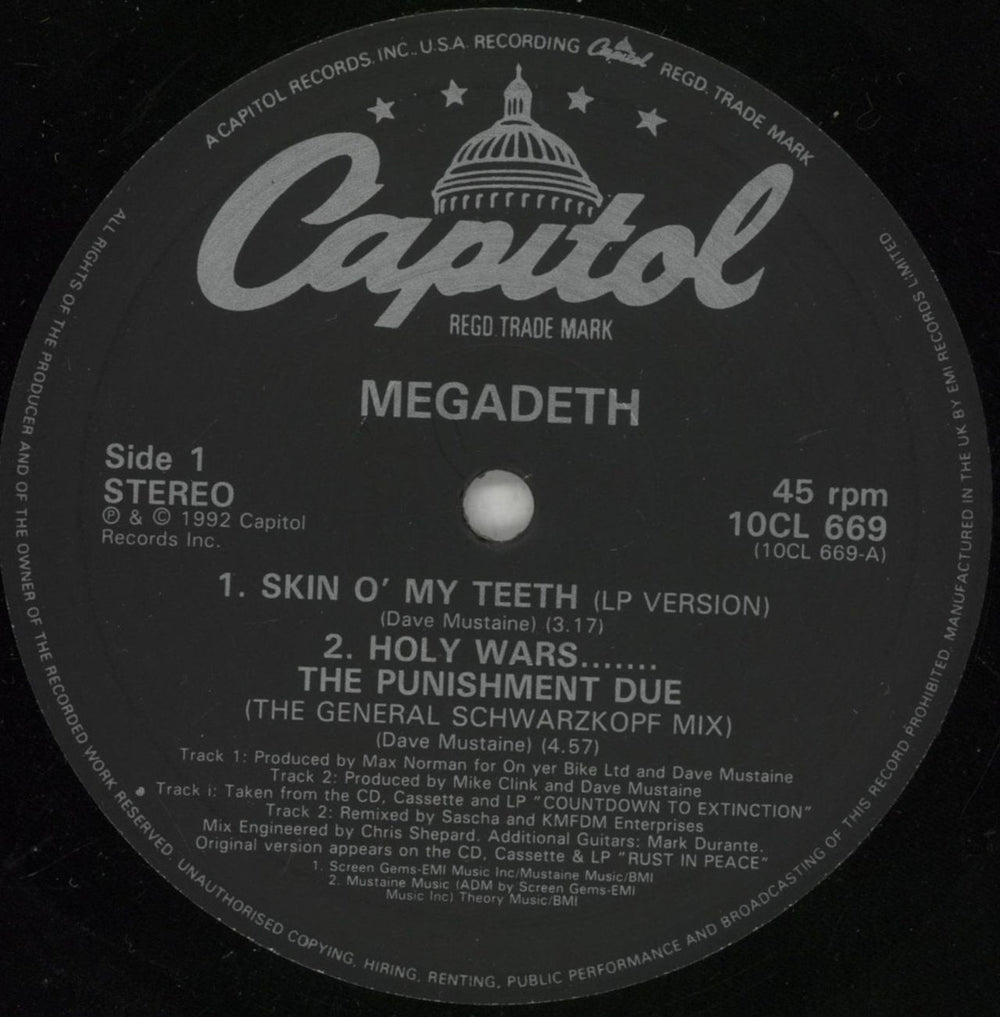 A CAPITOL RECORDS. INC., U.S.A. RECORDING Capitol REGD. TRADE MARK
Capitol
REGD. TRADE MARK
MEGADETH
Side 1
STEREO
℗ & © 1992 Capitol
Records Inc.
45 rpm
10CL 669
(10CL 669-A)
1. SKIN O' MY TEETH (LP VERSION)
(Dave Mustaine) (3.17)
2. HOLY WARS.......
THE PUNISHMENT DUE
(THE GENERAL SCHWARZKOPF MIX)
(Dave Mustaine) (4.57)
Track 1: Produced by Max Norman for On yer Bike Ltd and Dave Mustaine
Track 2: Produced by Mike Clink and Dave Mustaine
Track i: Taken from the CD, Cassette and LP "COUNTDOWN TO EXTINCTION"
Track 2: Remixed by Sascha and KMFDM Enterprises
Mix Engineered by Chris Shepard. Additional Guitars: Mark Durante.
Original version appears on the CD, Cassette & LP "RUST IN PEACE"
1. Screen Gems-EMI Music Inc/Mustaine Music/BMI
2. Mustaine Music (ADM by Screen Gems-EMI
Music Inc) Theory Music/BMI
ALL RIGHTS OF THE PRODUCER AND OF THE OWNER OF THE RECORDED WORK RESERVED. UNAUTHORISED COPYING, HIRING, RENTING, PUBLIC PERFORMANCE AND BROADCASTING OF THIS RECORD PROHIBITED. MANUFACTURED IN THE UK BY EMI RECORDS LIMITED.